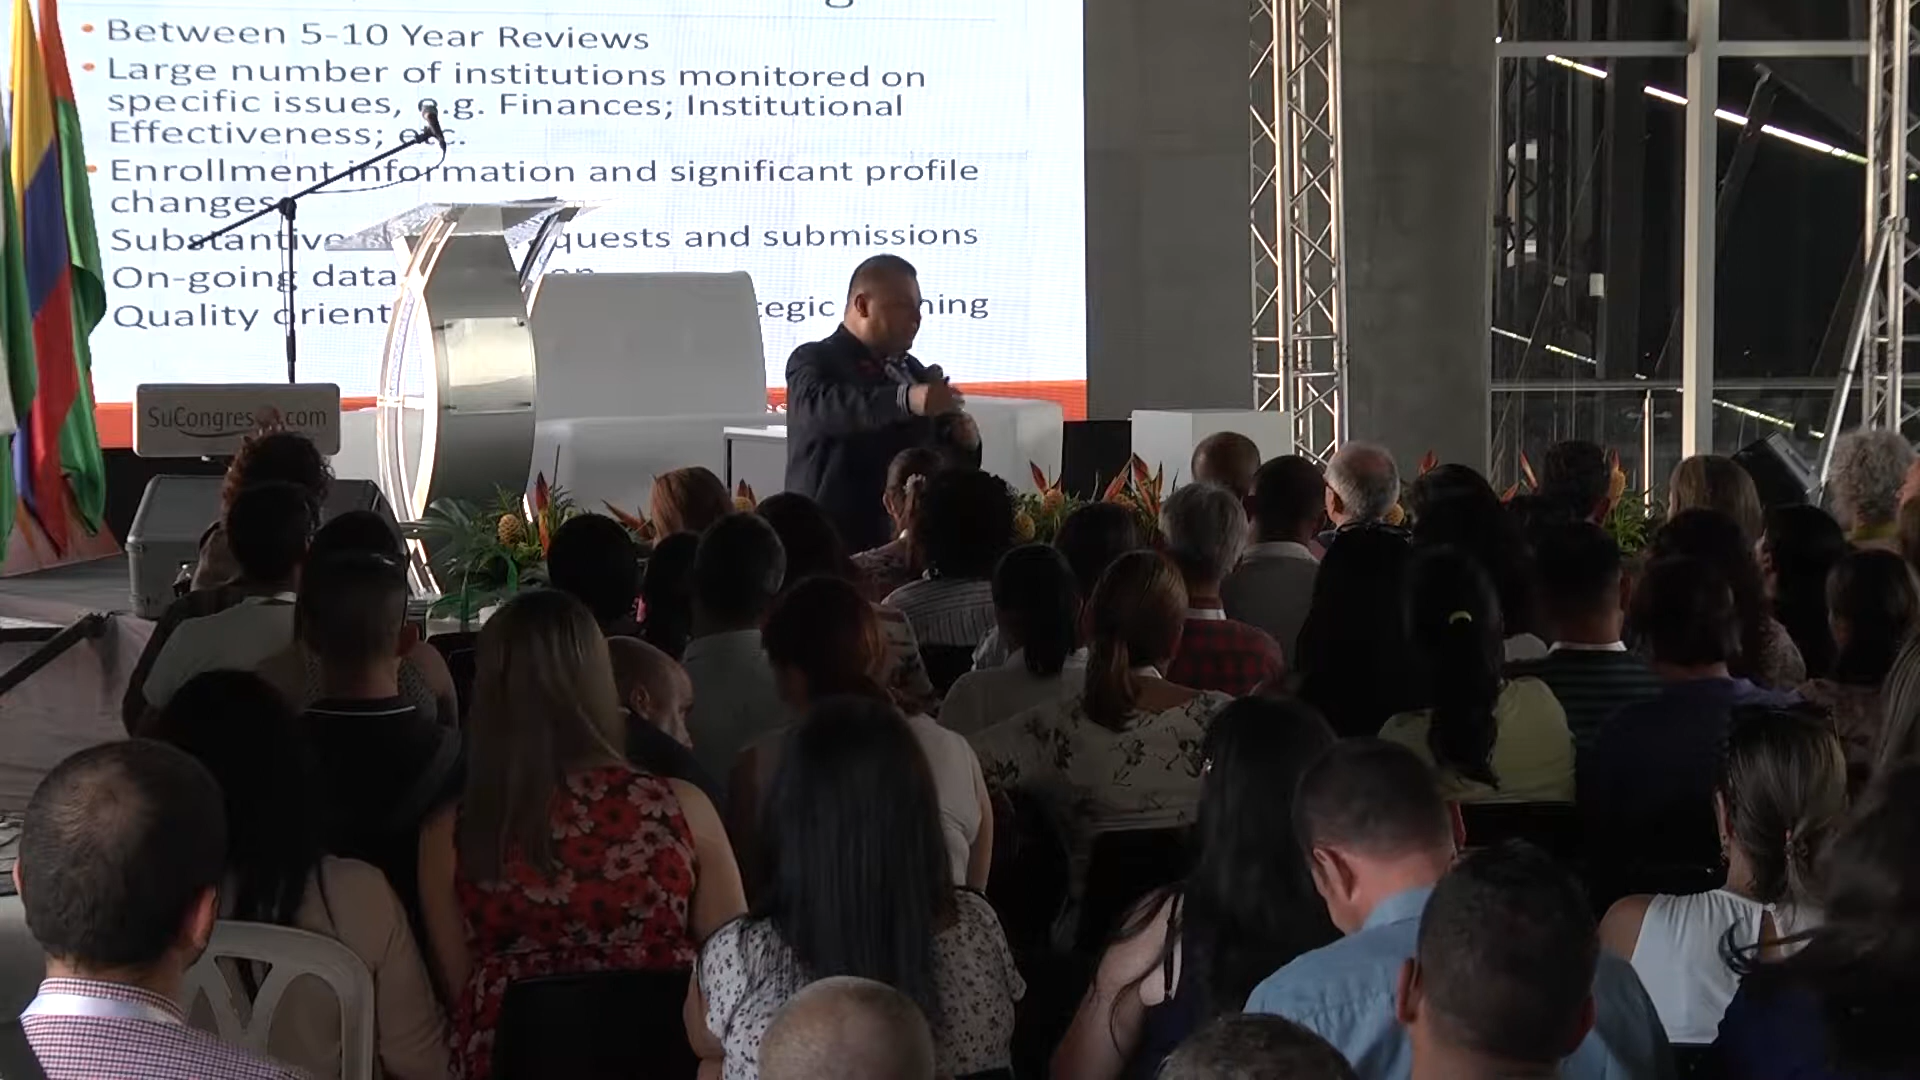 Between 5-10 Year Reviews
Large number of institutions monitored on
specific issues, e.g. Finances; Institutional
Effectiveness; etc.
Enrollment information and significant profile
changes
Substantive quests and submissions
On-going data
Quality orient tegic ning
SuCongreso.com